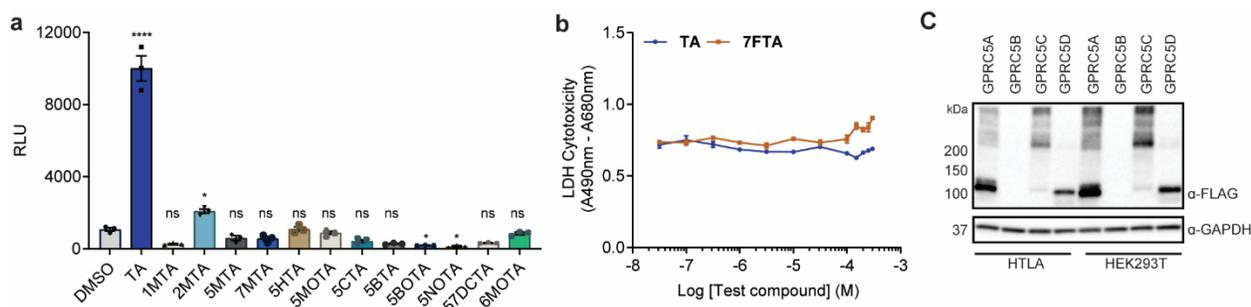 a
12000
8000
4000
0
RLU
****
ns
*
ns
ns
ns
ns
ns
ns
*
*
ns
ns
DMSO
TA
1MTA
2MTA
5MTA
7MTA
5HTA
5MOTA
5CTA
5BTA
5BOTA
5NOTA
57DCTA
6MOTA
b
TA
7FTA
1.5
1.0
0.5
0.0
LDH Cytotoxicity
(A490nm - A680nm)
-8
-7
-6
-5
-4
-3
Log [Test compound] (M)
C
GPRC5A
GPRC5B
GPRC5C
GPRC5D
GPRC5A
GPRC5B
GPRC5C
GPRC5D
kDa
200
150
100
α-FLAG
37
α-GAPDH
HTLA
HEK293T